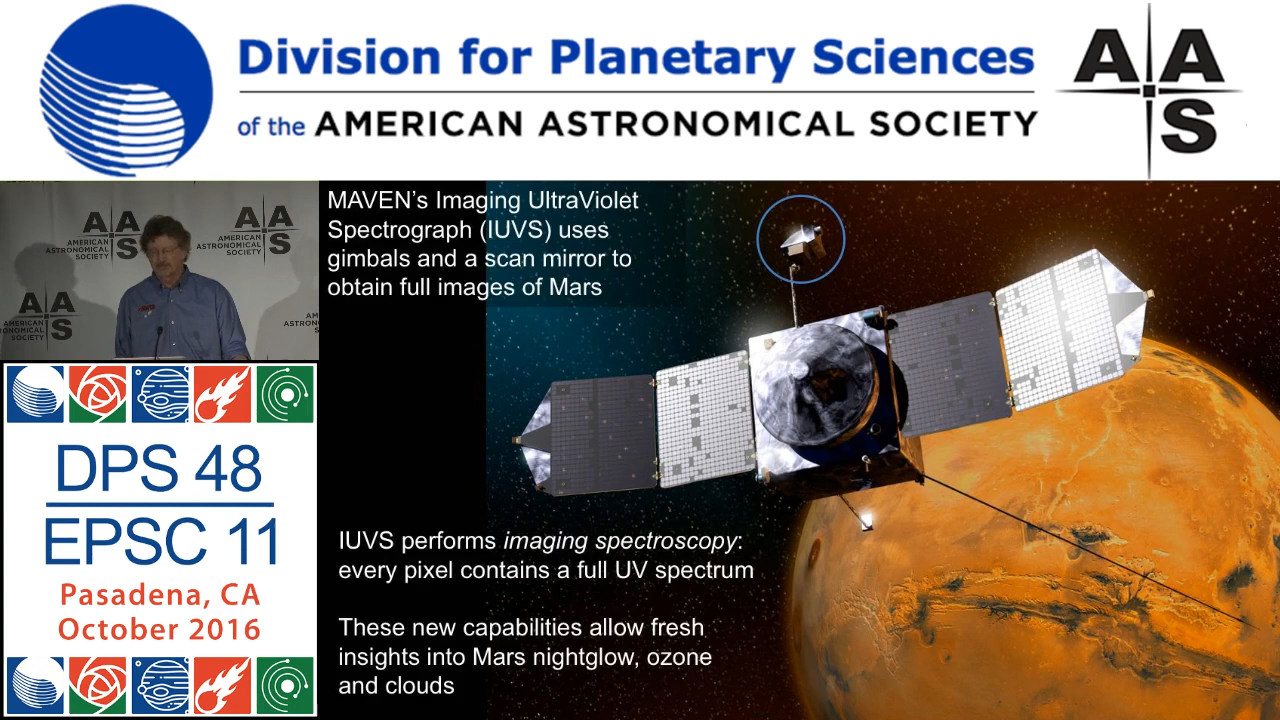 Division for Planetary Sciences
of the AMERICAN ASTRONOMICAL SOCIETY
A A
S
MAVEN's Imaging UltraViolet
Spectrograph (IUVS) uses
gimbals and a scan mirror to
obtain full images of Mars
A A
S
AMERICAN
ASTRONOMICAL
SOCIETY
A A
S
AMERICAN
ASTRONOMICAL
SOCIETY
A A
S
AMERICAN
ASTRONOMICAL
SOCIETY
DPS 48
EPSC 11
Pasadena, CA
October 2016
IUVS performs imaging spectroscopy:
every pixel contains a full UV spectrum
These new capabilities allow fresh
insights into Mars nightglow, ozone
and clouds